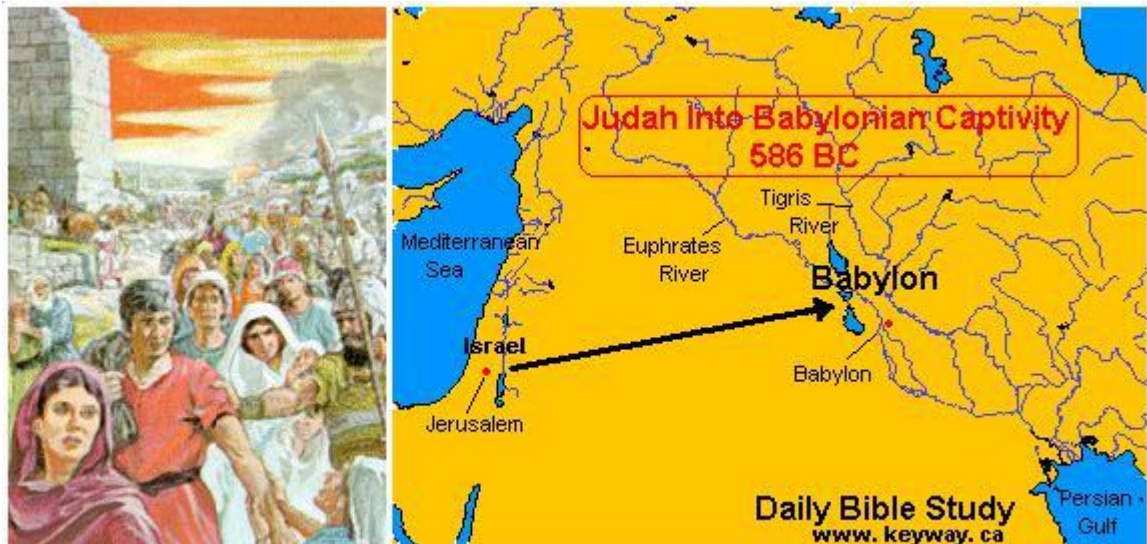 Judah Into Babylonian Captivity
586 BC
Tigris
River
Mediterranean
Sea
Euphrates
River
Babylon
Israel
Babylon
Jerusalem
Daily Bible Study
www.keyway.ca
Persian
Gulf